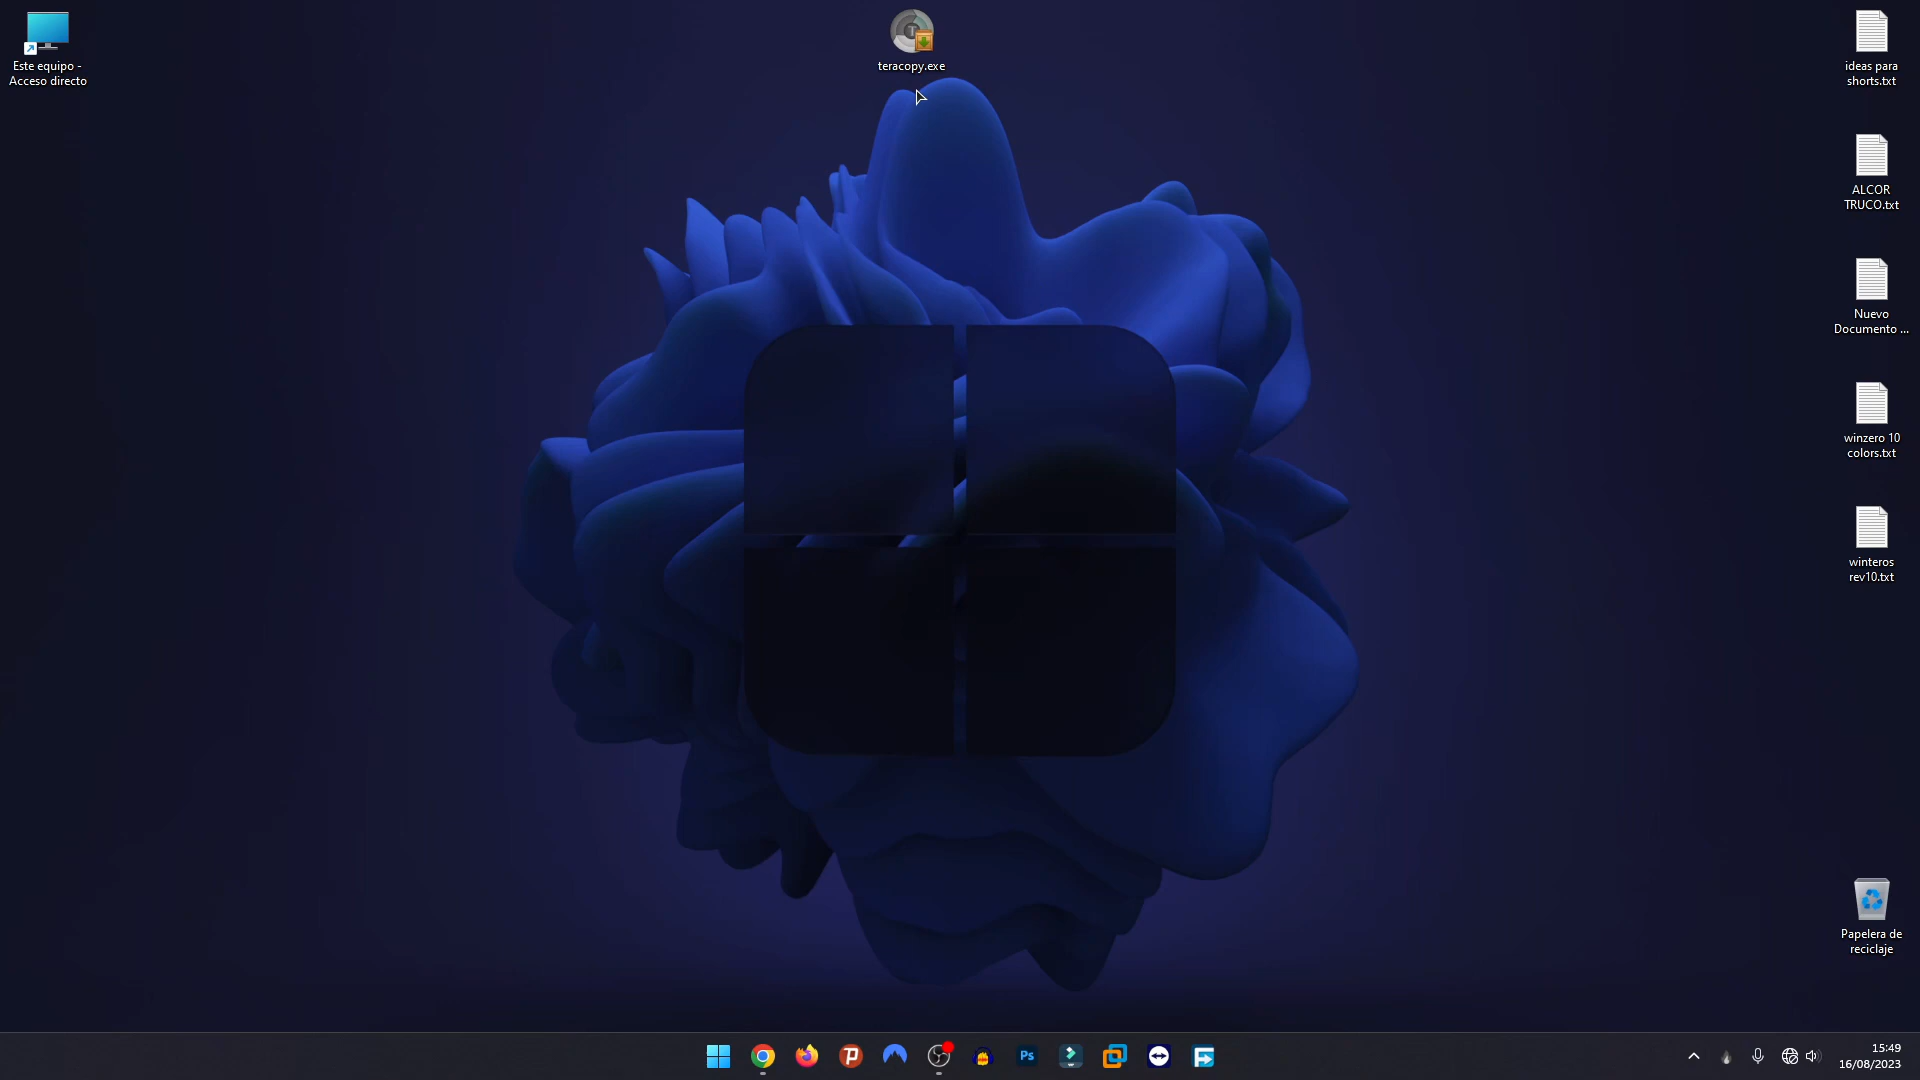 Este equipo -
Acceso directo
teracopy.exe
ideas para
shorts.txt
ALCOR
TRUCO.txt
Nuevo
Documento ...
winzero 10
colors.txt
winteros
rev10.txt
Papelera de
reciclaje
Ps
15:49
16/08/2023